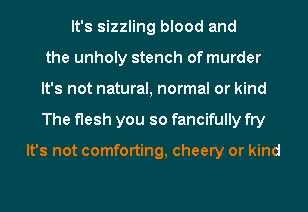 It's sizzling blood and
the unholy stench of murder
It's not natural, normal or kind
The flesh you so fancifully fry
It's not comforting, cheery or kind